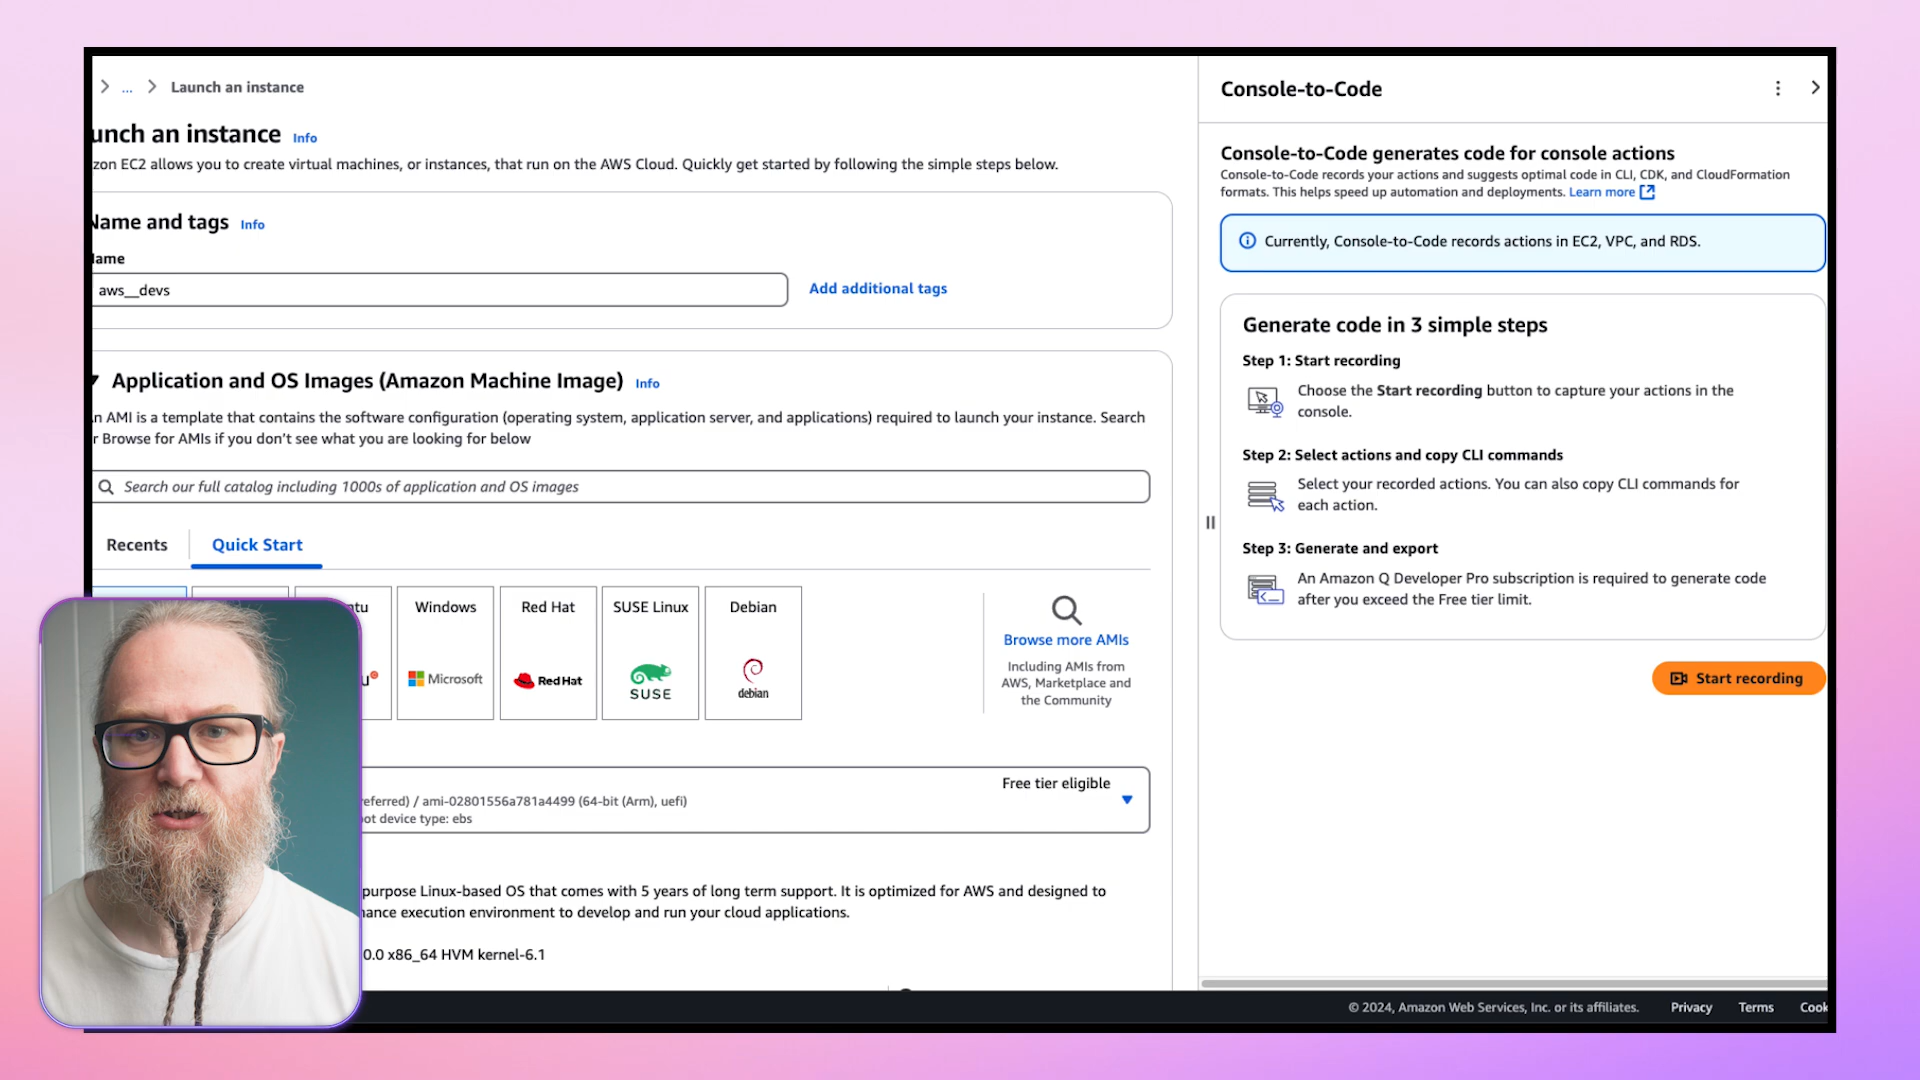 ... Launch an instance
unch an instance Info
zon EC2 allows you to create virtual machines, or instances, that run on the AWS Cloud. Quickly get started by following the simple steps below.
Name and tags Info
ame
aws__devs
Add additional tags
Application and OS Images (Amazon Machine Image) Info
n AMI is a template that contains the software configuration (operating system, application server, and applications) required to launch your instance. Search
r Browse for AMIs if you don't see what you are looking for below
Search our full catalog including 1000s of application and OS images
Recents Quick Start
tu
u
Windows
Microsoft
Red Hat
Red Hat
SUSE Linux
SUSE
Debian
debian
Browse more AMIs
Including AMIs from
AWS, Marketplace and
the Community
Free tier eligible
eferred) / ami-02801556a781a4499 (64-bit (Arm), uefi)
ot device type: ebs
purpose Linux-based OS that comes with 5 years of long term support. It is optimized for AWS and designed to
ance execution environment to develop and run your cloud applications.
0.0 x86_64 HVM kernel-6.1
Console-to-Code
Console-to-Code generates code for console actions
Console-to-Code records your actions and suggests optimal code in CLI, CDK, and CloudFormation
formats. This helps speed up automation and deployments. Learn more
Currently, Console-to-Code records actions in EC2, VPC, and RDS.
Generate code in 3 simple steps
Step 1: Start recording
Choose the Start recording button to capture your actions in the
console.
Step 2: Select actions and copy CLI commands
Select your recorded actions. You can also copy CLI commands for
each action.
Step 3: Generate and export
An Amazon Q Developer Pro subscription is required to generate code
after you exceed the Free tier limit.
Start recording
© 2024, Amazon Web Services, Inc. or its affiliates. Privacy Terms Cook